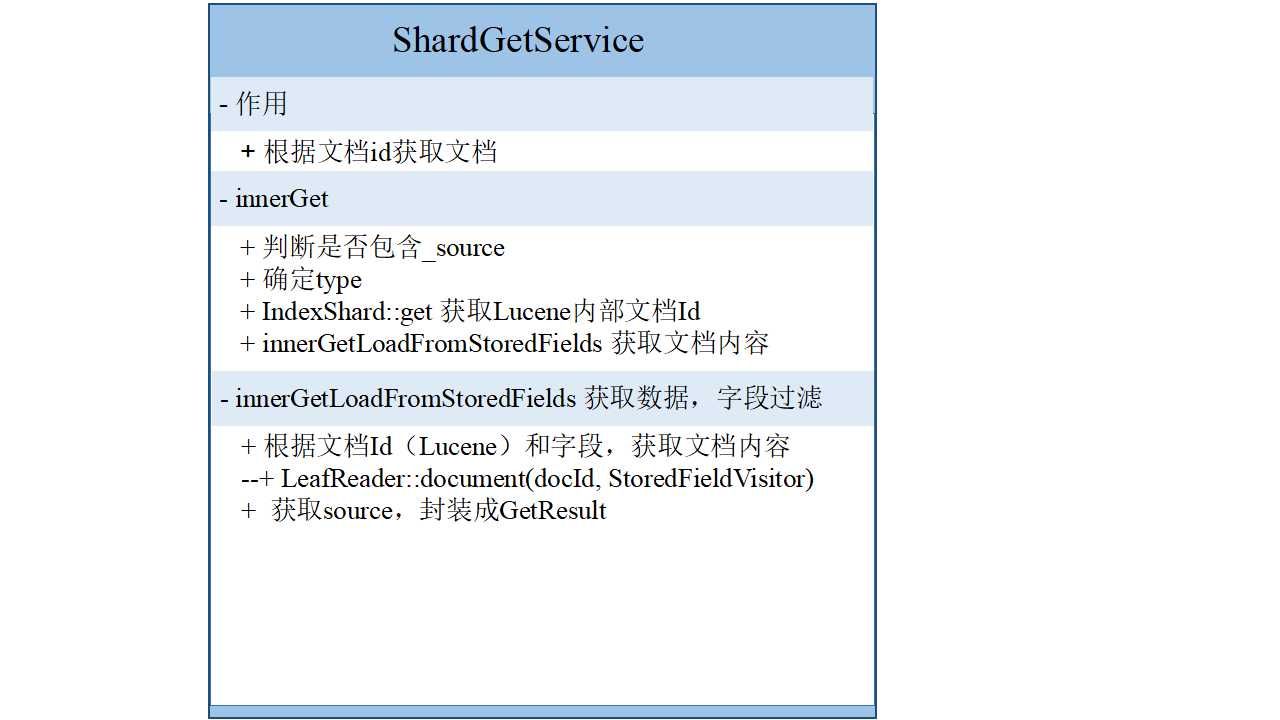 ShardGetService
- 作用
+ 根据文档id获取文档
- innerGet
+ 判断是否包含_source
+ 确定type
+ IndexShard::get 获取Lucene内部文档Id
+ innerGetLoadFromStoredFields 获取文档内容
- innerGetLoadFromStoredFields 获取数据，字段过滤
+ 根据文档Id（Lucene）和字段，获取文档内容
--+ LeafReader::document(docId, StoredFieldVisitor)
+ 获取source，封装成GetResult